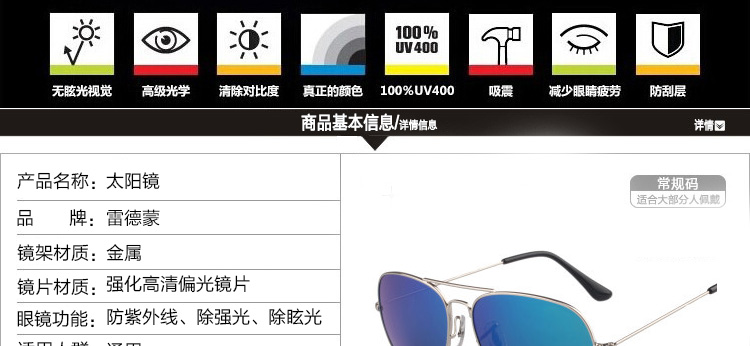 100%
UV400
无眩光视觉 高级光学 清除对比度 真正的颜色 100%UV400 吸震 减少眼睛疲劳 防刮层
商品基本信息/详情信息 详情
常规码
适合大部分人佩戴
产品名称：太阳镜
品 牌：雷德蒙
镜架材质：金属
镜片材质：强化高清偏光镜片
眼镜功能：防紫外线、除强光、除眩光